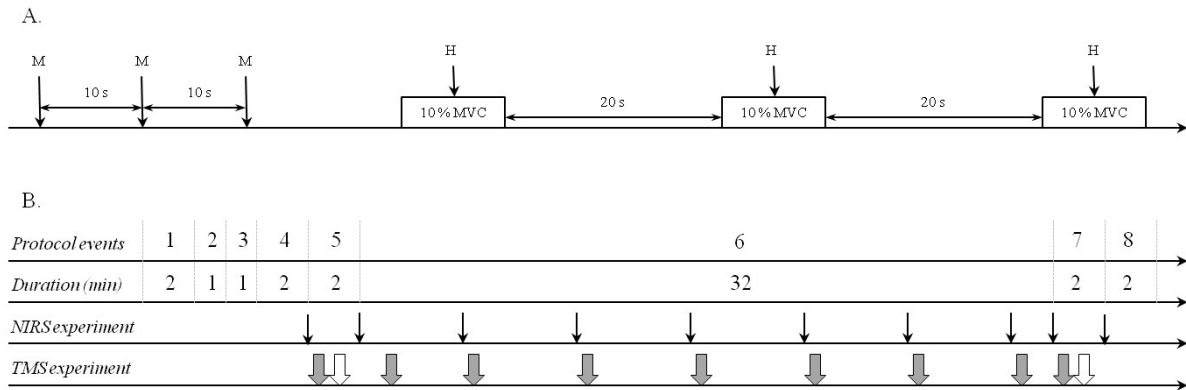 A.
M M M H H H
10 s 10 s 20 s 20 s
10% MVC 10% MVC 10% MVC
B.
Protocol events 1 2 3 4 5 6 7 8
Duration (min) 2 1 1 2 2 32 2 2
NIRS experiment
TMS experiment